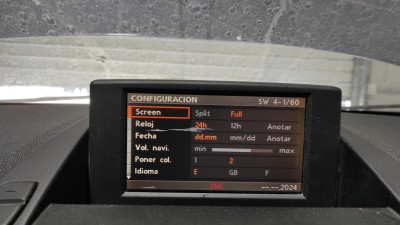 CONFIGURACION SW 4-1/60
Screen Split Full
Reloj 24h 12h Anotar
Fecha dd.mm mm/dd Anotar
Vol. navi. min max
Poner col. 1 2
Idioma E GB F
--.--.2024